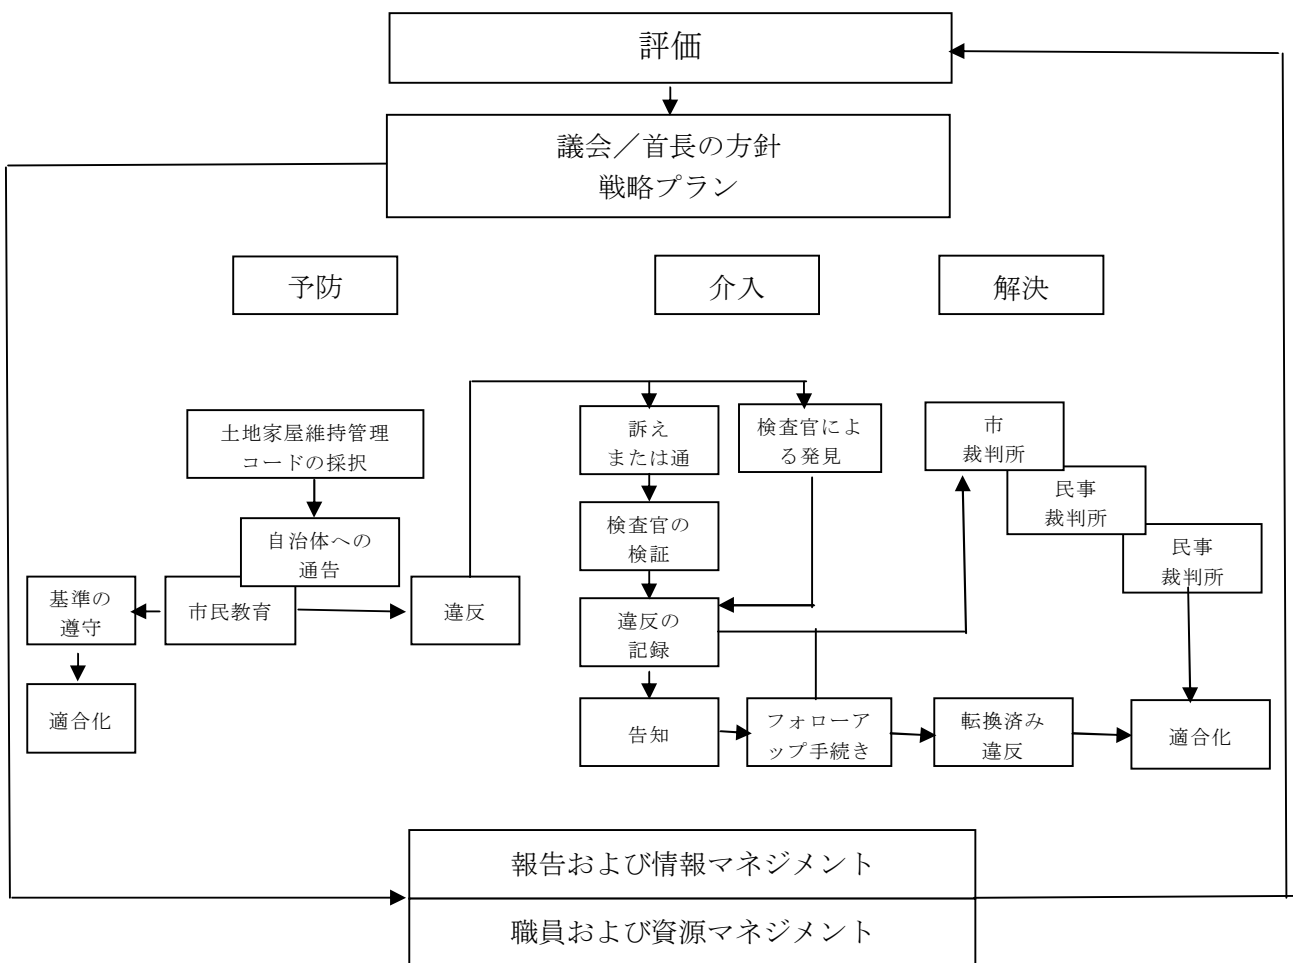 評価
議会／首長の方針
戦略プラン
予防
介入
解決
土地家屋維持管理
コードの採択
自治体への
通告
市民教育
基準の
遵守
適合化
違反
訴え
または通
検査官によ
る発見
検査官の
検証
違反の
記録
告知
フォローア
ップ手続き
転換済み
違反
市
裁判所
民事
裁判所
民事
裁判所
適合化
報告および情報マネジメント
職員および資源マネジメント